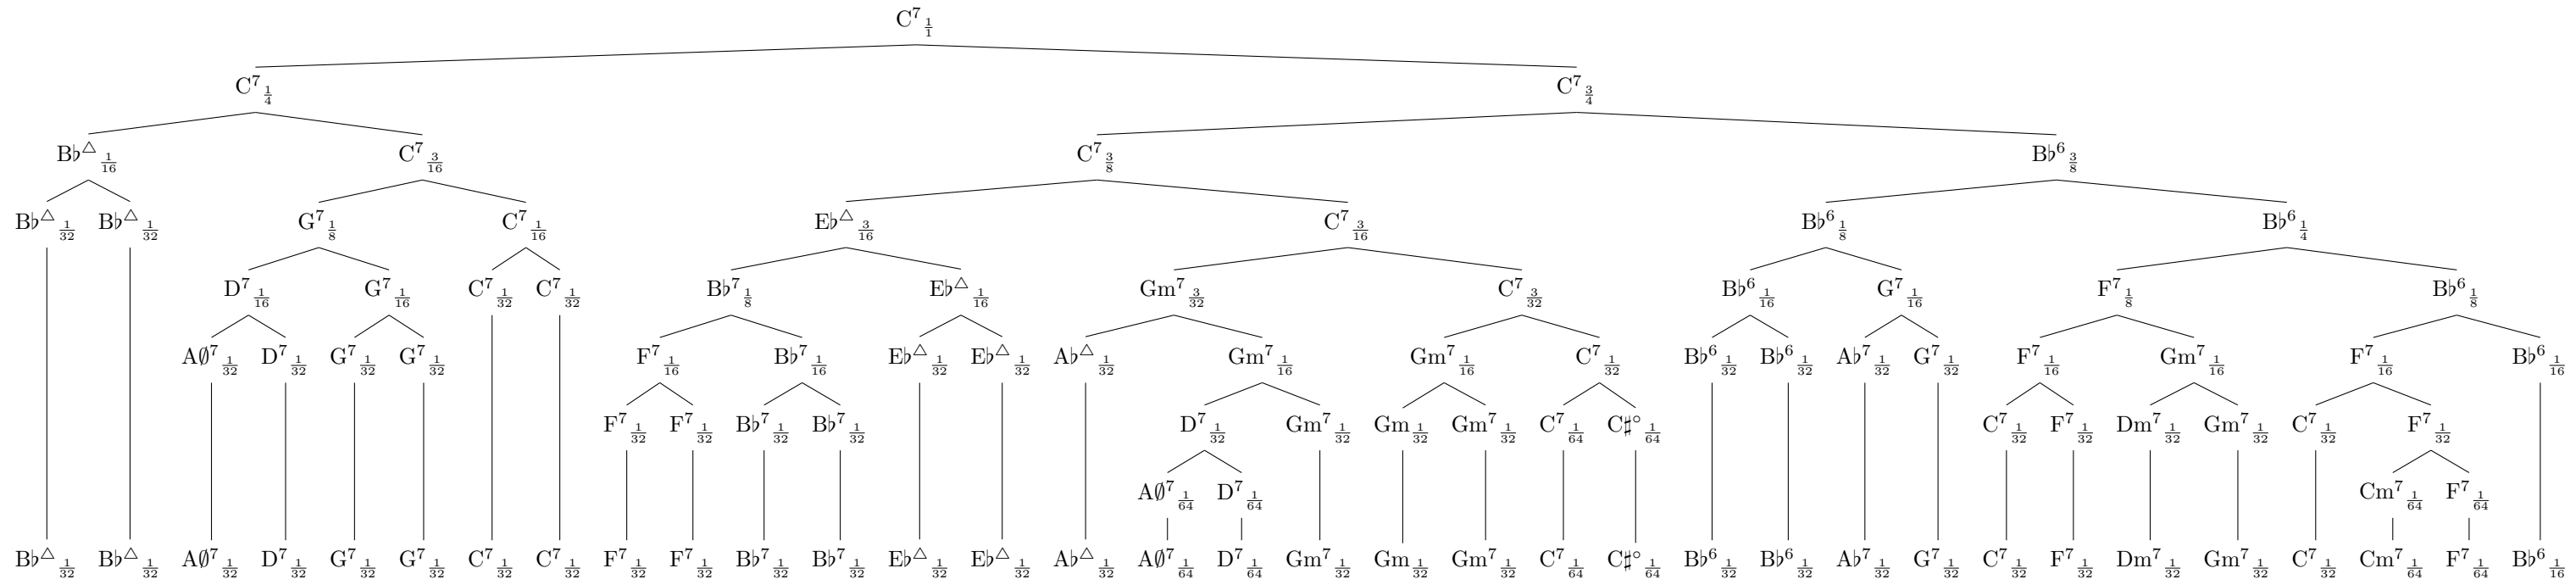 C⁷ 1/1
C⁷ 1/4 C⁷ 3/4
B♭△ 1/16 C⁷ 3/16 C⁷ 3/8 B♭⁶ 3/8
B♭△ 1/32 B♭△ 1/32 G⁷ 1/8 C⁷ 1/16 E♭△ 3/16 C⁷ 3/16 B♭⁶ 1/8 B♭⁶ 1/4
D⁷ 1/16 G⁷ 1/16 C⁷ 1/32 C⁷ 1/32 B♭⁷ 1/8 E♭△ 1/16 Gm⁷ 3/32 C⁷ 3/32 B♭⁶ 1/16 G⁷ 1/16 F⁷ 1/8 B♭⁶ 1/8
A∅⁷ 1/32 D⁷ 1/32 G⁷ 1/32 G⁷ 1/32 F⁷ 1/16 B♭⁷ 1/16 E♭△ 1/32 E♭△ 1/32 A♭△ 1/32 Gm⁷ 1/16 Gm⁷ 1/16 C⁷ 1/32 B♭⁶ 1/32 B♭⁶ 1/32 A♭⁷ 1/32 G⁷ 1/32 F⁷ 1/16 Gm⁷ 1/16 F⁷ 1/16 B♭⁶ 1/16
F⁷ 1/32 F⁷ 1/32 B♭⁷ 1/32 B♭⁷ 1/32 D⁷ 1/32 Gm⁷ 1/32 Gm 1/32 Gm⁷ 1/32 C⁷ 1/64 C♯° 1/64 C⁷ 1/32 F⁷ 1/32 Dm⁷ 1/32 Gm⁷ 1/32 C⁷ 1/32 F⁷ 1/32
A∅⁷ 1/64 D⁷ 1/64 Cm⁷ 1/64 F⁷ 1/64
B♭△ 1/32 B♭△ 1/32 A∅⁷ 1/32 D⁷ 1/32 G⁷ 1/32 G⁷ 1/32 C⁷ 1/32 C⁷ 1/32 F⁷ 1/32 F⁷ 1/32 B♭⁷ 1/32 B♭⁷ 1/32 E♭△ 1/32 E♭△ 1/32 A♭△ 1/32 A∅⁷ 1/64 D⁷ 1/64 Gm⁷ 1/32 Gm 1/32 Gm⁷ 1/32 C⁷ 1/64 C♯° 1/64 B♭⁶ 1/32 B♭⁶ 1/32 A♭⁷ 1/32 G⁷ 1/32 C⁷ 1/32 F⁷ 1/32 Dm⁷ 1/32 Gm⁷ 1/32 C⁷ 1/32 Cm⁷ 1/64 F⁷ 1/64 B♭⁶ 1/16